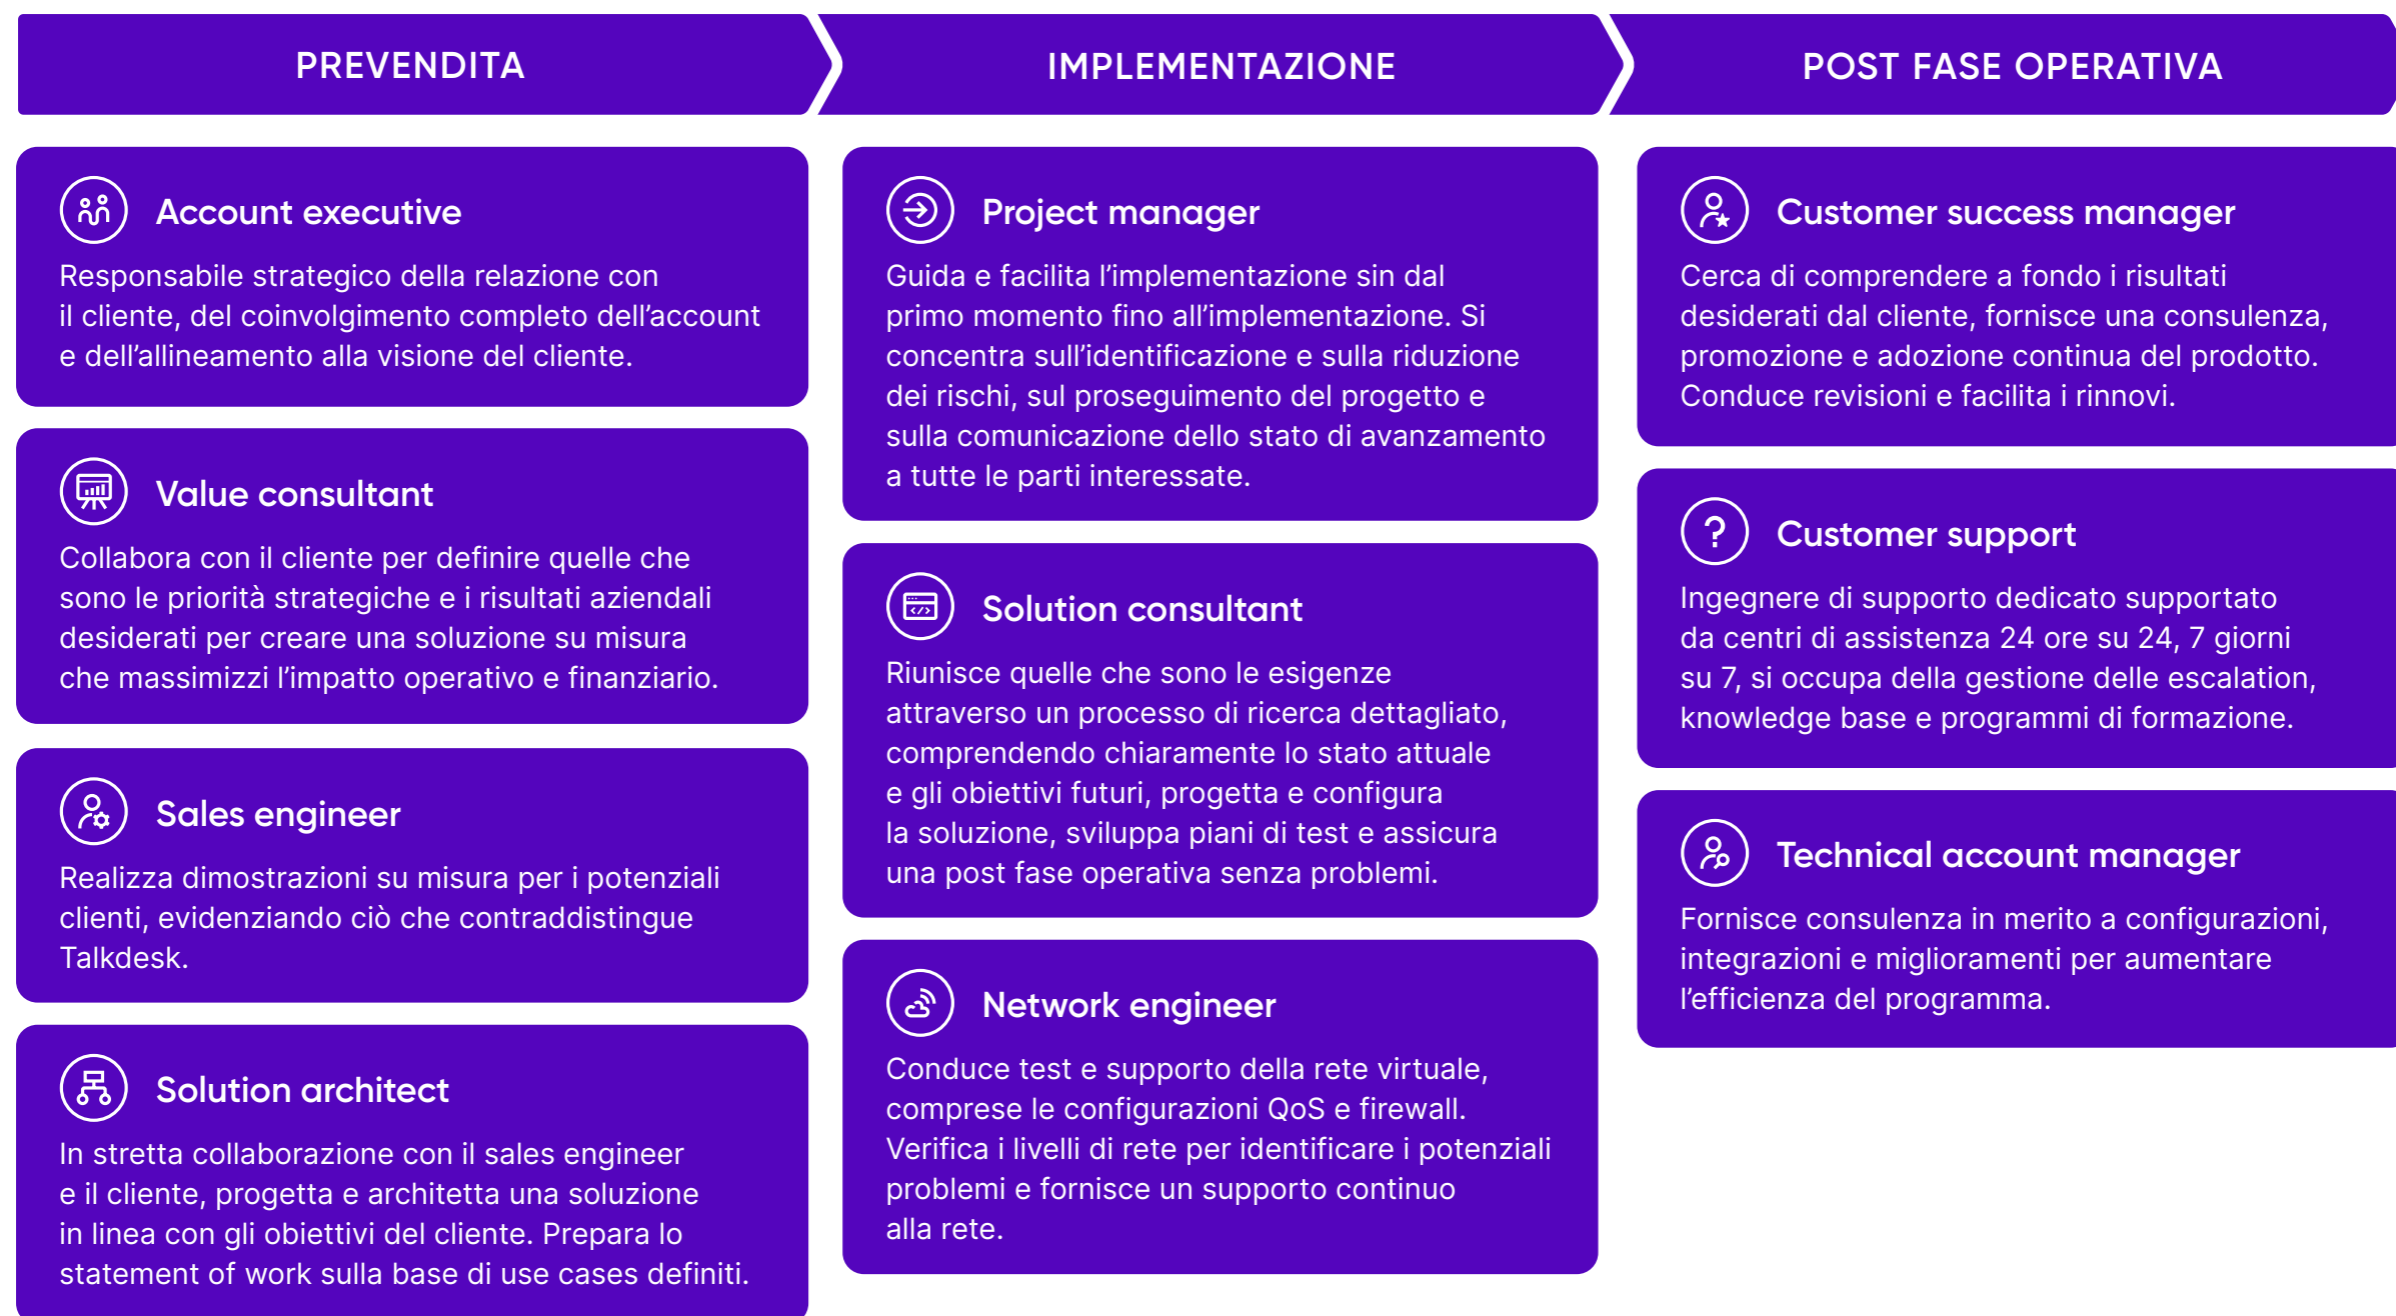 PREVENDITA
IMPLEMENTAZIONE
POST FASE OPERATIVA
Account executive
Responsabile strategico della relazione con
il cliente, del coinvolgimento completo dell’account
e dell’allineamento alla visione del cliente.
Value consultant
Collabora con il cliente per definire quelle che
sono le priorità strategiche e i risultati aziendali
desiderati per creare una soluzione su misura
che massimizzi l’impatto operativo e finanziario.
Sales engineer
Realizza dimostrazioni su misura per i potenziali
clienti, evidenziando ciò che contraddistingue
Talkdesk.
Solution architect
In stretta collaborazione con il sales engineer
e il cliente, progetta e architetta una soluzione
in linea con gli obiettivi del cliente. Prepara lo
statement of work sulla base di use cases definiti.
Project manager
Guida e facilita l’implementazione sin dal
primo momento fino all’implementazione. Si
concentra sull’identificazione e sulla riduzione
dei rischi, sul proseguimento del progetto e
sulla comunicazione dello stato di avanzamento
a tutte le parti interessate.
Solution consultant
Riunisce quelle che sono le esigenze
attraverso un processo di ricerca dettagliato,
comprendendo chiaramente lo stato attuale
e gli obiettivi futuri, progetta e configura
la soluzione, sviluppa piani di test e assicura
una post fase operativa senza problemi.
Network engineer
Conduce test e supporto della rete virtuale,
comprese le configurazioni QoS e firewall.
Verifica i livelli di rete per identificare i potenziali
problemi e fornisce un supporto continuo
alla rete.
Customer success manager
Cerca di comprendere a fondo i risultati
desiderati dal cliente, fornisce una consulenza,
promozione e adozione continua del prodotto.
Conduce revisioni e facilita i rinnovi.
Customer support
Ingegnere di supporto dedicato supportato
da centri di assistenza 24 ore su 24, 7 giorni
su 7, si occupa della gestione delle escalation,
knowledge base e programmi di formazione.
Technical account manager
Fornisce consulenza in merito a configurazioni,
integrazioni e miglioramenti per aumentare
l’efficienza del programma.